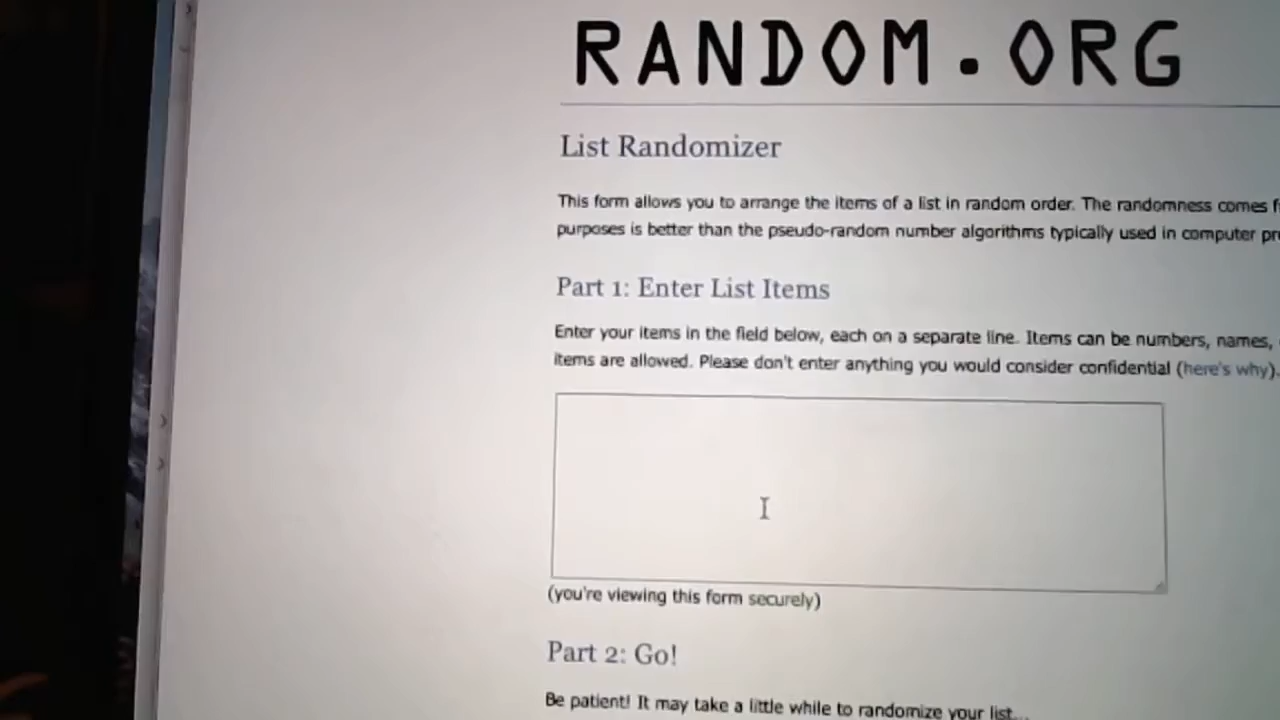 RANDOM.ORG
List Randomizer
This form allows you to arrange the items of a list in random order. The randomness comes
purposes is better than the pseudo-random number algorithms typically used in computer
Part 1: Enter List Items
Enter your items in the field below, each on a separate line. Items can be numbers, names,
items are allowed. Please don't enter anything you would consider confidential (here's why).
(you're viewing this form securely)
Part 2: Go!
Be patient! It may take a little while to randomize your list...